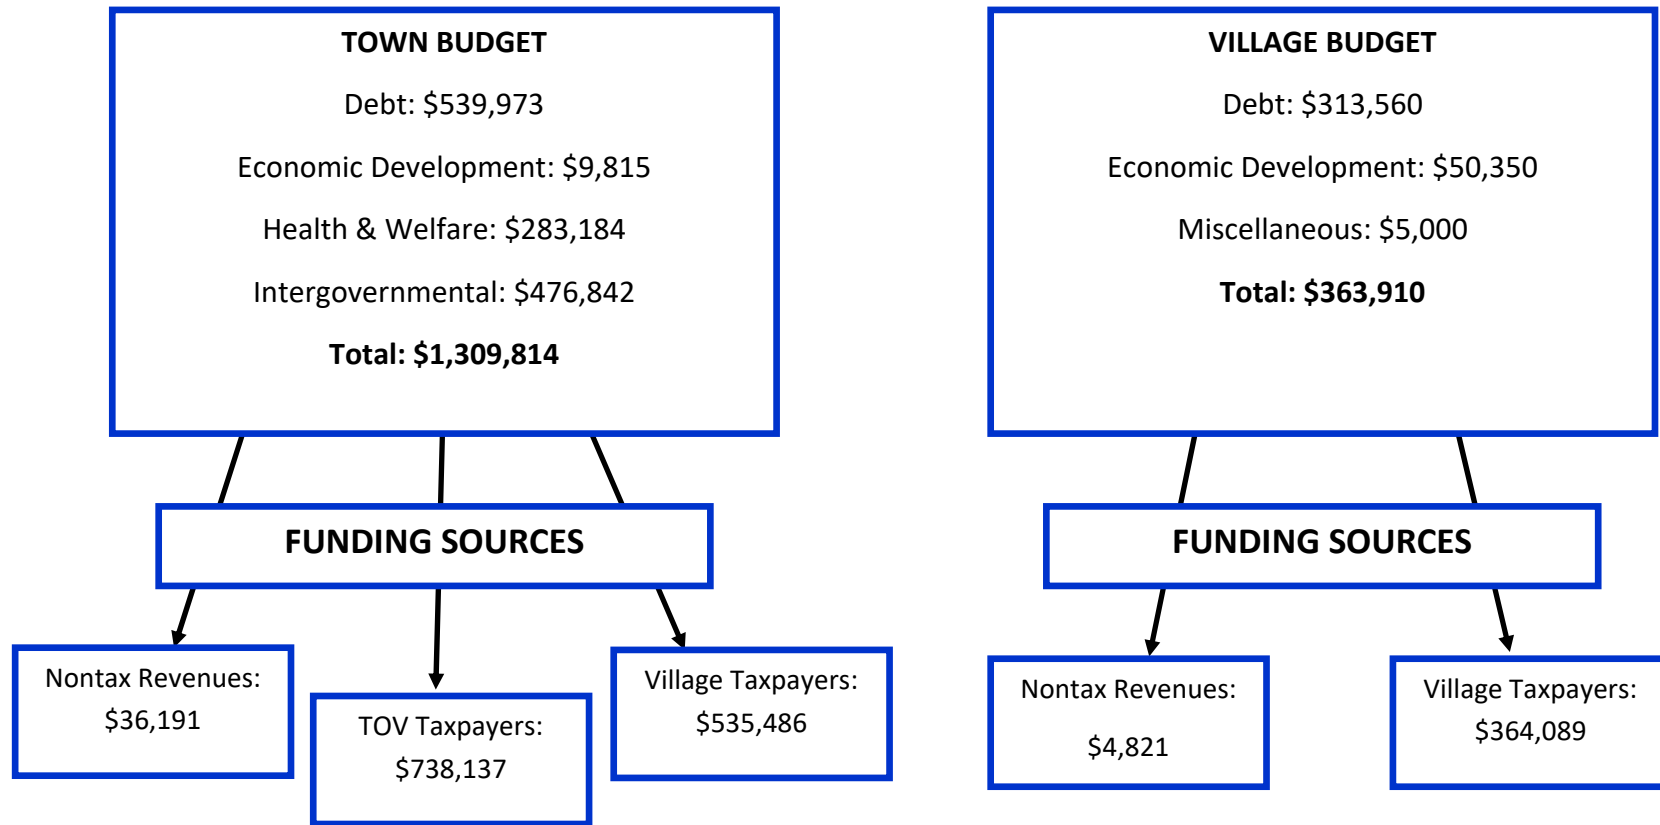 TOWN BUDGET
Debt: $539,973
Economic Development: $9,815
Health & Welfare: $283,184
Intergovernmental: $476,842
Total: $1,309,814
FUNDING SOURCES
Nontax Revenues:
$36,191
TOV Taxpayers:
$738,137
Village Taxpayers:
$535,486
VILLAGE BUDGET
Debt: $313,560
Economic Development: $50,350
Miscellaneous: $5,000
Total: $363,910
FUNDING SOURCES
Nontax Revenues:
$4,821
Village Taxpayers:
$364,089